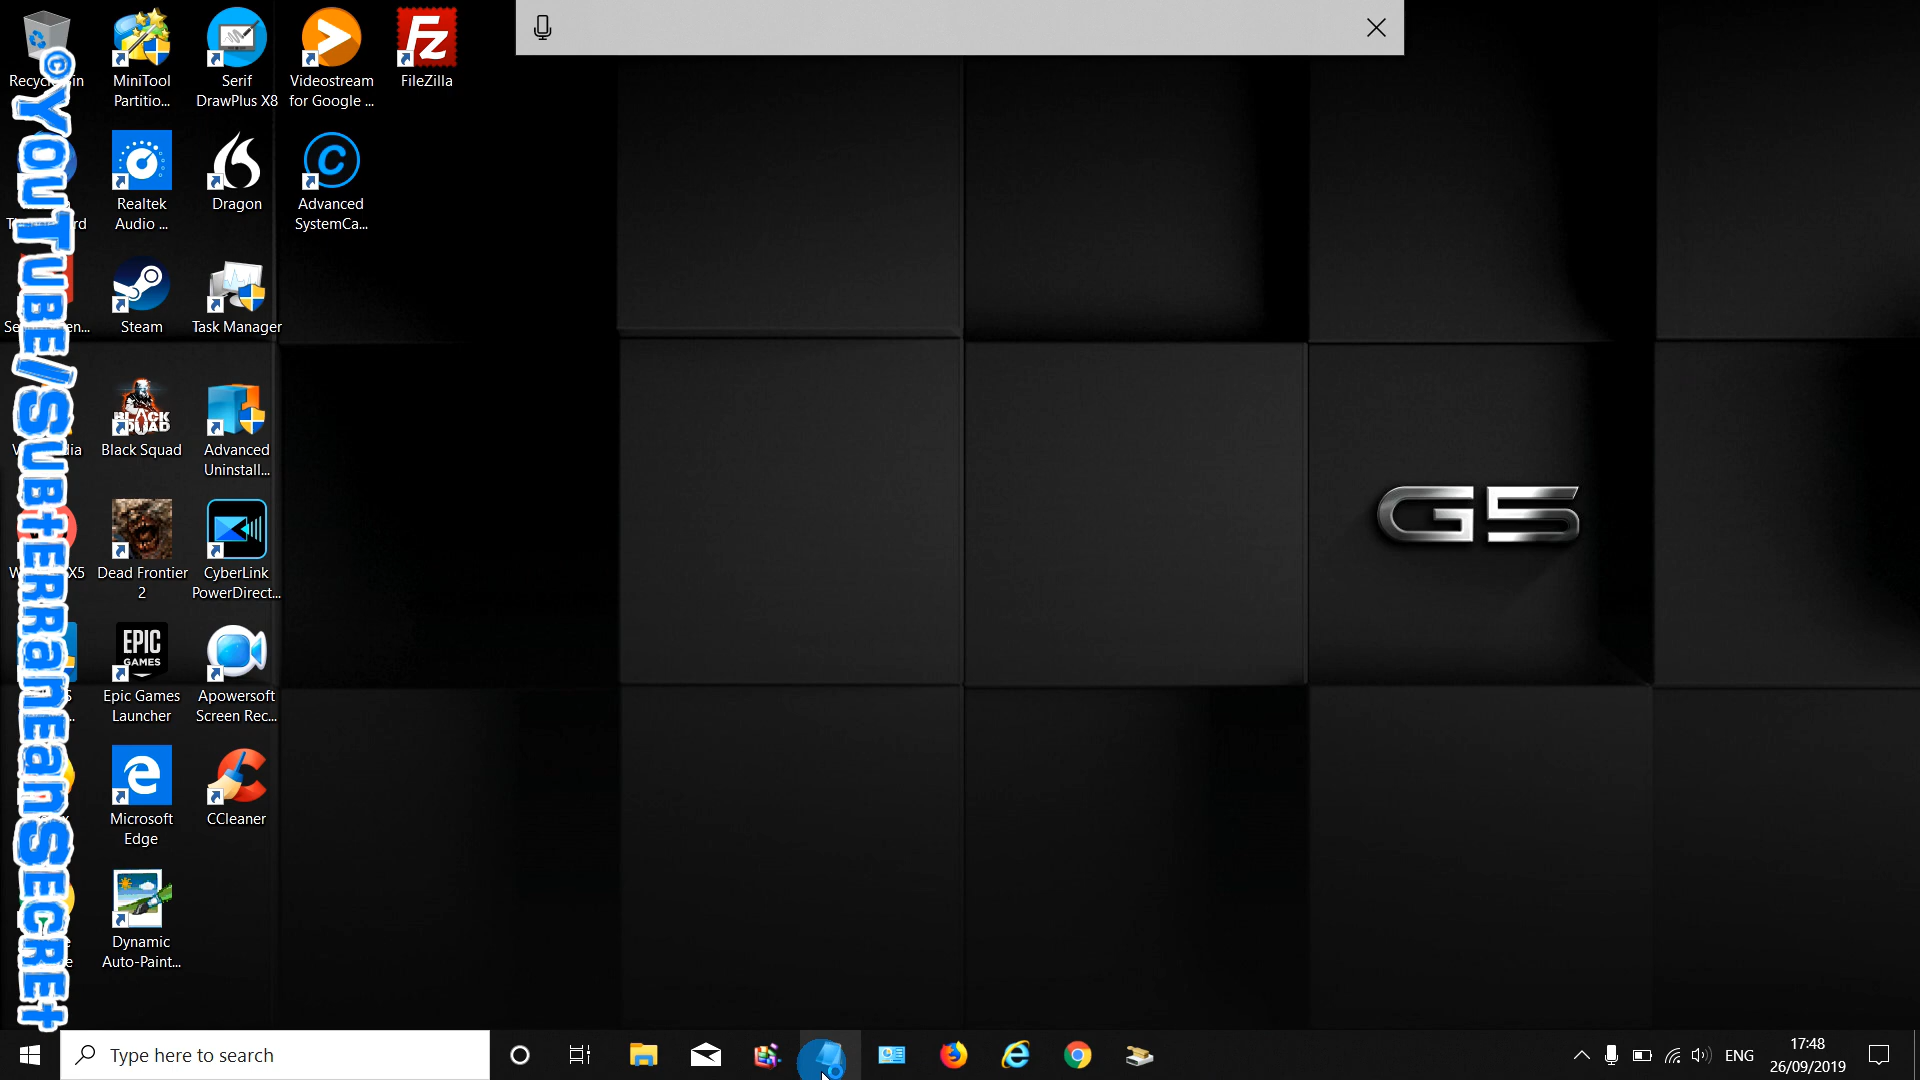 ©YouTube/Sub+erraneanSecre+
MiniTool
Partitio...
Serif
DrawPlus X8
Videostream
for Google ...
FileZilla
Realtek
Audio ...
Dragon
Advanced
SystemCa...
Steam
Task Manager
Black Squad
Advanced
Uninstall...
Dead Frontier
2
CyberLink
PowerDirect...
EPIC
GAMES
Epic Games
Launcher
Apowersoft
Screen Rec...
Microsoft
Edge
CCleaner
Dynamic
Auto-Paint...
G5
Type here to search
ENG
17:48
26/09/2019